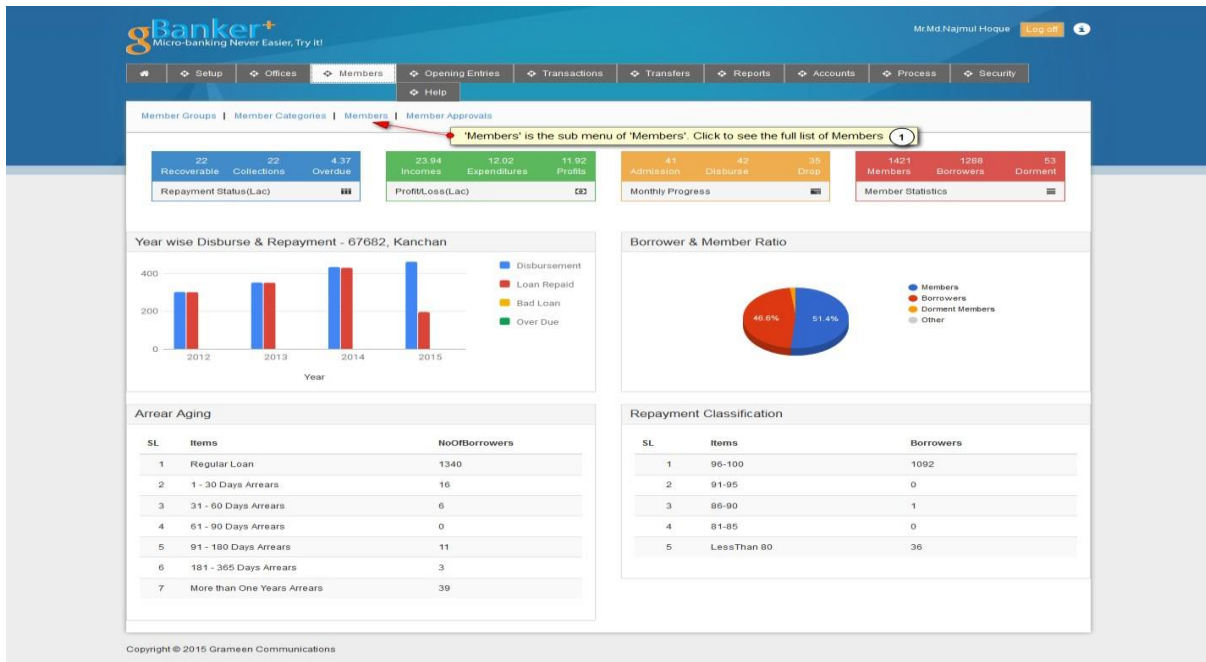 gBanker+
Micro-banking Never Easier, Try it!
Mr.Md.Najmul Hoque Log off
Setup Offices Members Opening Entries Transactions Transfers Reports Accounts Process Security
Help
Member Groups | Member Categories | Members | Member Approvals
'Members' is the sub menu of 'Members'. Click to see the full list of Members 1
22 22 4.37
Recoverable Collections Overdue
Repayment Status(Lac)
23.94 12.02 11.92
Incomes Expenditures Profits
Profit/Loss(Lac)
41 42 35
Admission Disburse Drop
Monthly Progress
1421 1288 53
Members Borrowers Dorment
Member Statistics
Year wise Disburse & Repayment - 67682, Kanchan
400
200
0
2012 2013 2014 2015
Year
Disbursement
Loan Repaid
Bad Loan
Over Due
Borrower & Member Ratio
46.6% 51.4%
Members
Borrowers
Dorment Members
Other
Arrear Aging
SL Items NoOfBorrowers
1 Regular Loan 1340
2 1 - 30 Days Arrears 16
3 31 - 60 Days Arrears 6
4 61 - 90 Days Arrears 0
5 91 - 180 Days Arrears 11
6 181 - 365 Days Arrears 3
7 More than One Years Arrears 39
Repayment Classification
SL Items Borrowers
1 96-100 1092
2 91-95 0
3 86-90 1
4 81-85 0
5 LessThan 80 36
Copyright © 2015 Grameen Communications